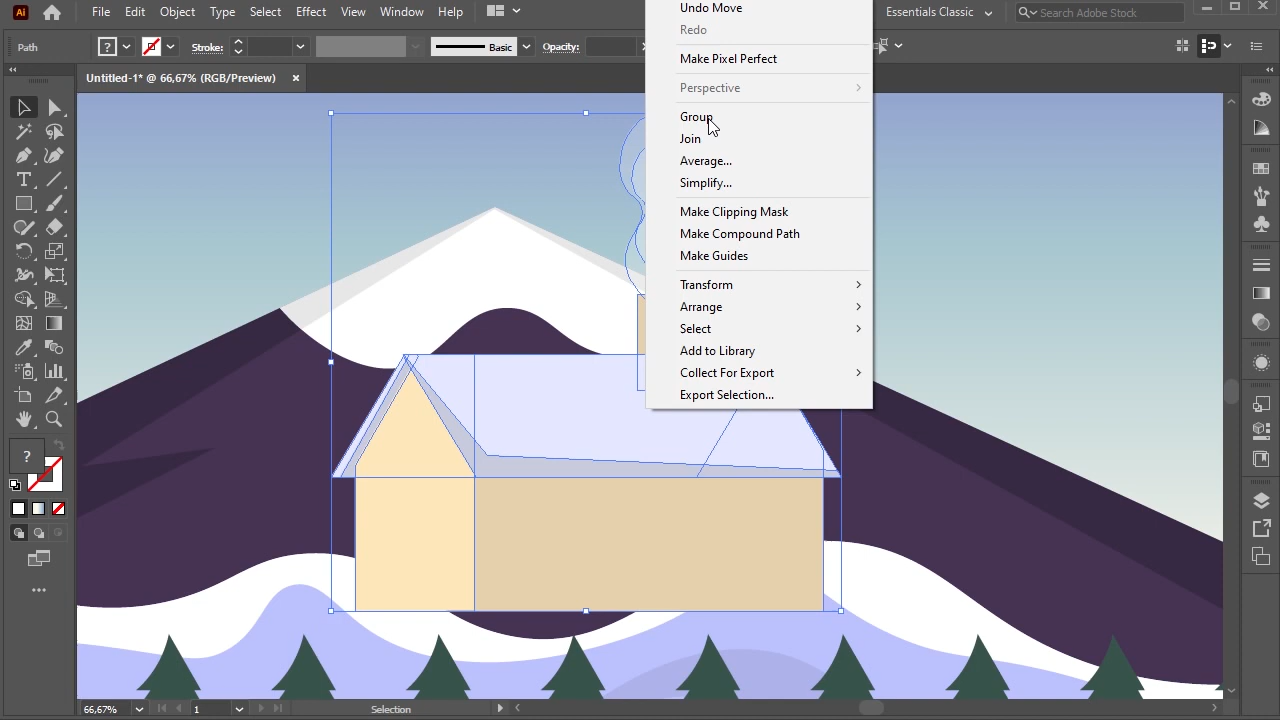 Ai File Edit Object Type Select Effect View Window Help Essentials Classic Search Adobe Stock
Path ? Stroke: Basic Opacity:
Untitled-1* @ 66,67% (RGB/Preview)
Undo Move
Redo
Make Pixel Perfect
Perspective
Group
Join
Average...
Simplify...
Make Clipping Mask
Make Compound Path
Make Guides
Transform
Arrange
Select
Add to Library
Collect For Export
Export Selection...
?
66,67% 1 Selection